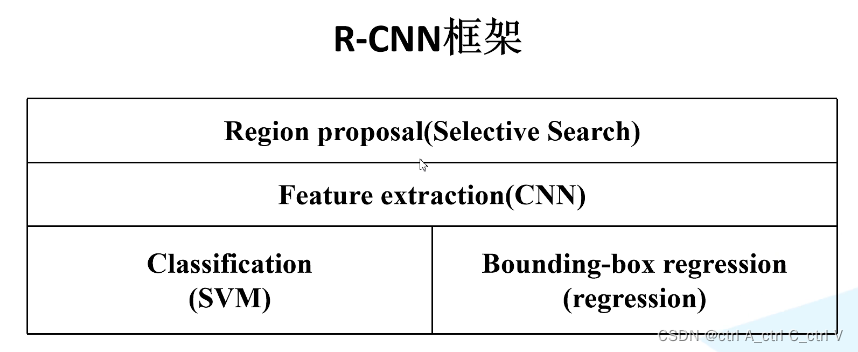 R-CNN框架
Region proposal(Selective Search)
Feature extraction(CNN)
Classification
(SVM)
Bounding-box regression
(regression)
CSDN @ctrl A_ctrl C_ctrl V